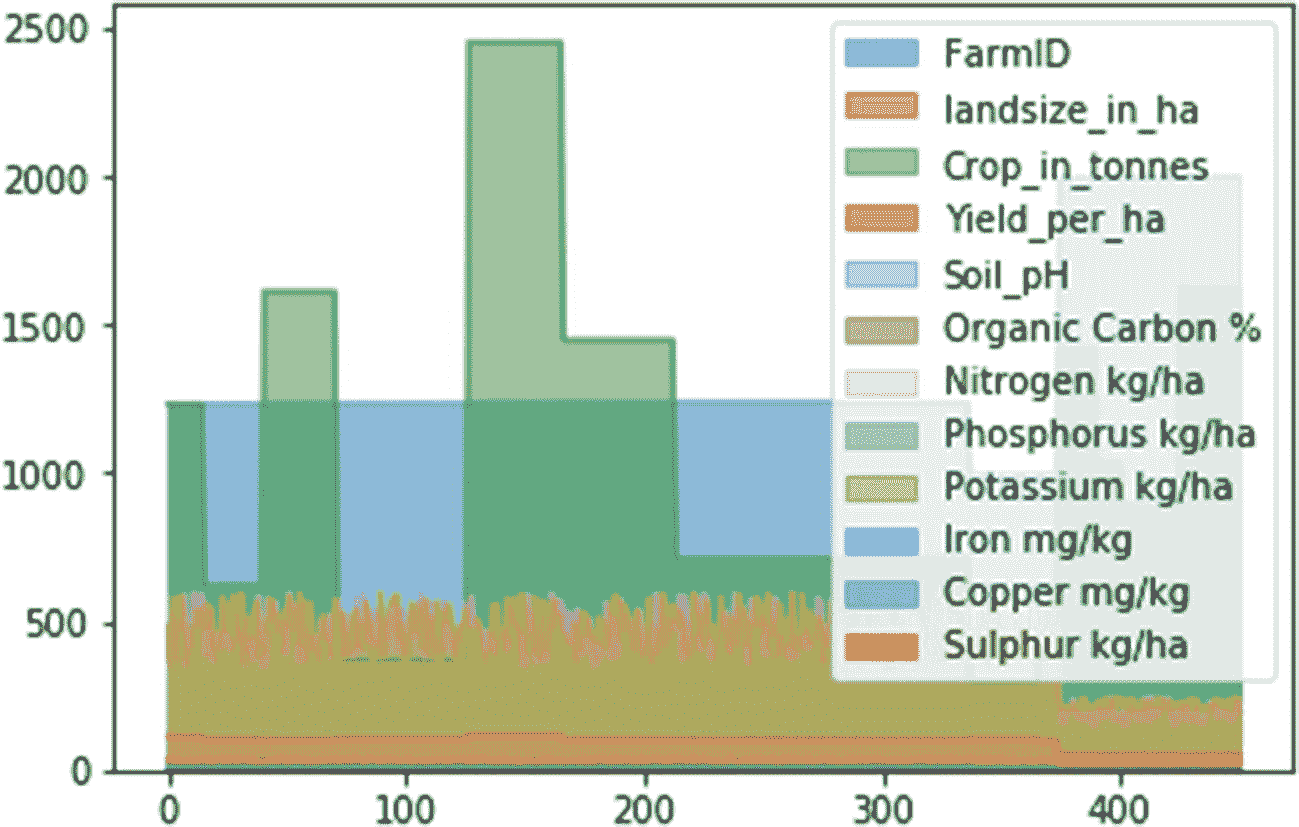 2500
2000
1500
1000
500
0
0
100
200
300
400
FarmID
landsize_in_ha
Crop_in_tonnes
Yield_per_ha
Soil_pH
Organic Carbon %
Nitrogen kg/ha
Phosphorus kg/ha
Potassium kg/ha
Iron mg/kg
Copper mg/kg
Sulphur kg/ha